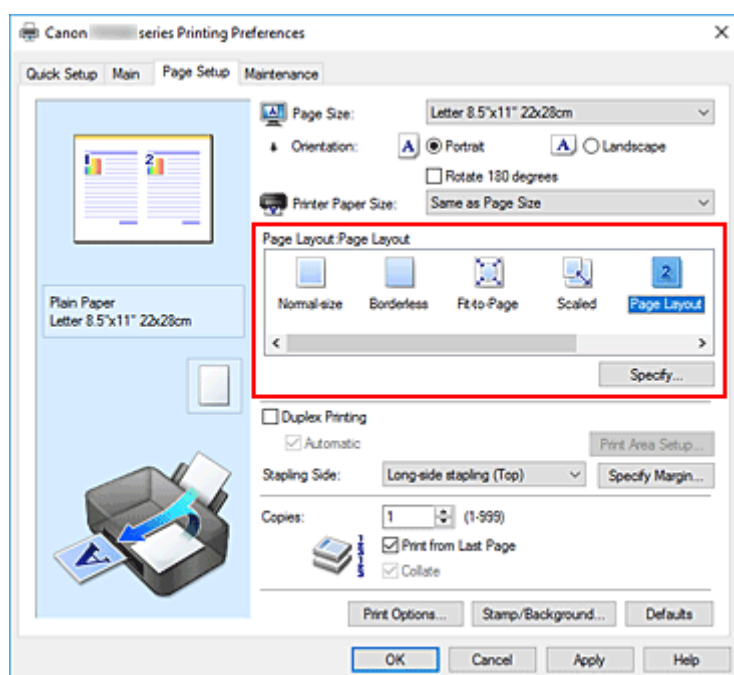 Canon series Printing Preferences
Quick Setup Main Page Setup Maintenance
1 2
Plain Paper
Letter 8.5"x11" 22x28cm
Page Size: Letter 8.5"x11" 22x28cm
Orientation: A Portrait A Landscape
Rotate 180 degrees
Printer Paper Size: Same as Page Size
Page Layout:Page Layout
2
Normal-size Borderless Fit-to-Page Scaled Page Layout
Specify...
Duplex Printing
Automatic Print Area Setup...
Stapling Side: Long-side stapling (Top) Specify Margin...
Copies: 1 (1-999)
Print from Last Page
Collate
A
Print Options... Stamp/Background... Defaults
OK Cancel Apply Help